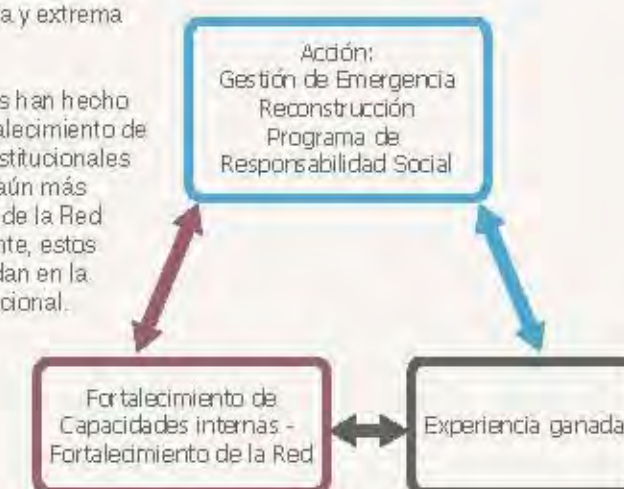 a y extrema
s han hecho
alecimiento de
stitucionales
aún más
de la Red
nte, estos
dan en la
cional.
Acción:
Gestión de Emergencia
Reconstrucción
Programa de
Responsabilidad Social
Fortalecimiento de
Capacidades internas -
Fortalecimiento de la Red
Experiencia ganada